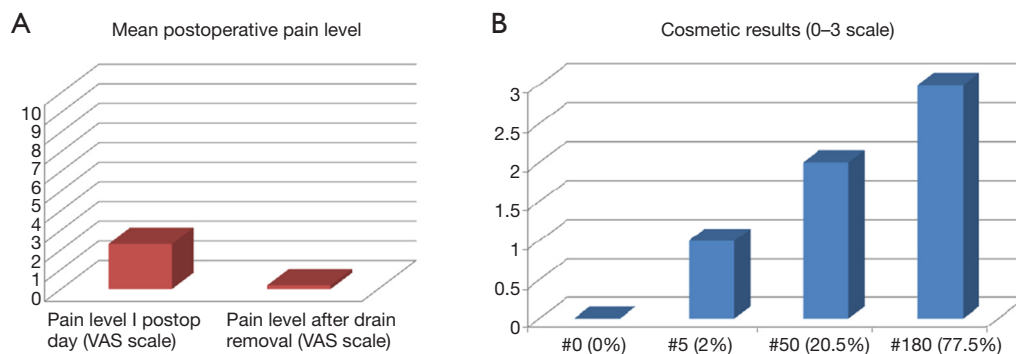 A
Mean postoperative pain level
10
9
8
7
6
5
4
3
2
1
0
Pain level I postop
day (VAS scale)
Pain level after drain
removal (VAS scale)
B
Cosmetic results (0–3 scale)
3
2.5
2
1.5
1
0.5
0
#0 (0%)
#5 (2%)
#50 (20.5%)
#180 (77.5%)